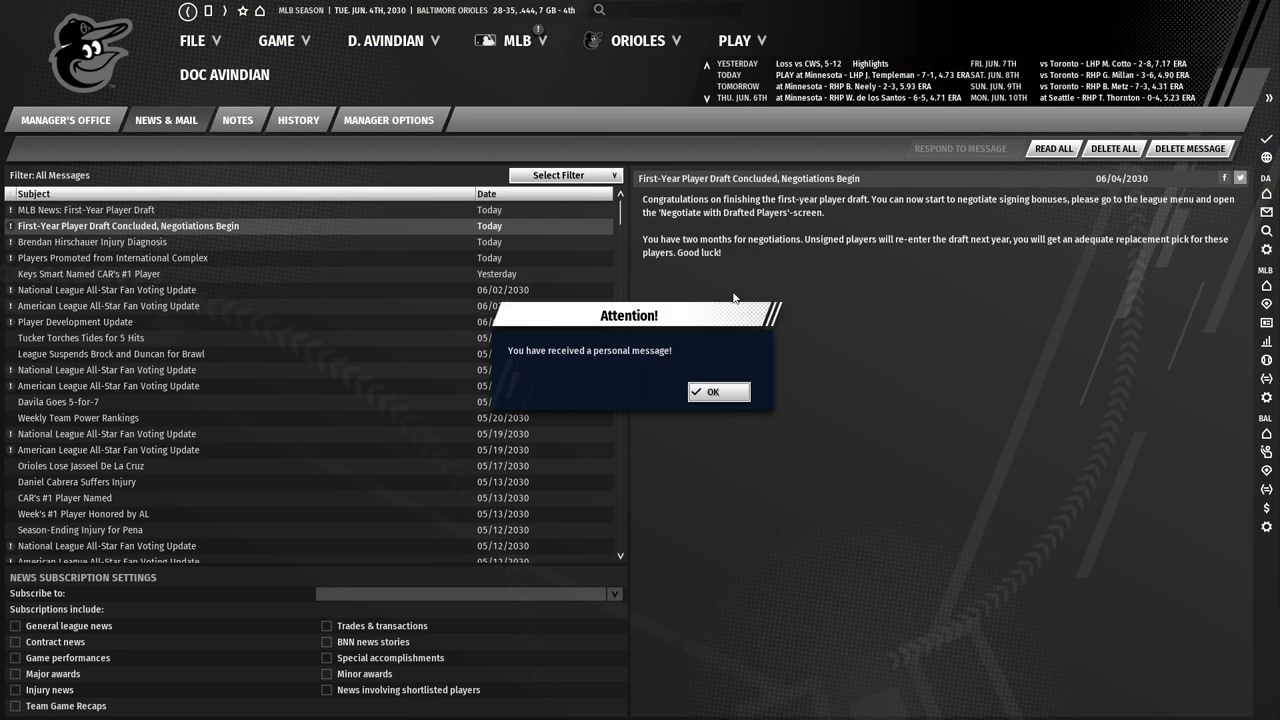 MLB SEASON | TUE. JUN. 4TH, 2030 | BALTIMORE ORIOLES 28-35, .444, 7 GB - 4th
FILE GAME D. AVINDIAN MLB ! ORIOLES PLAY
DOC AVINDIAN
YESTERDAY Loss vs CWS, 5-12 Highlights FRI. JUN. 7TH vs Toronto - LHP M. Cotto - 2-8, 7.17 ERA
TODAY PLAY at Minnesota - LHP J. Templeman - 7-1, 4.73 ERA SAT. JUN. 8TH vs Toronto - RHP G. Millan - 3-6, 4.90 ERA
TOMORROW at Minnesota - RHP B. Neely - 2-3, 5.93 ERA SUN. JUN. 9TH vs Toronto - RHP B. Metz - 7-3, 4.31 ERA
THU. JUN. 6TH at Minnesota - RHP W. de los Santos - 6-5, 4.71 ERA MON. JUN. 10TH at Seattle - RHP T. Thornton - 0-4, 5.23 ERA
MANAGER'S OFFICE NEWS & MAIL NOTES HISTORY MANAGER OPTIONS
RESPOND TO MESSAGE READ ALL DELETE ALL DELETE MESSAGE
Filter: All Messages Select Filter
Subject Date
! MLB News: First-Year Player Draft Today
! First-Year Player Draft Concluded, Negotiations Begin Today
! Brendan Hirschauer Injury Diagnosis Today
! Players Promoted from International Complex Today
Keys Smart Named CAR's #1 Player Yesterday
! National League All-Star Fan Voting Update 06/02/2030
! American League All-Star Fan Voting Update 06/0
! Player Development Update 06/
Tucker Torches Tides for 5 Hits 05/
League Suspends Brock and Duncan for Brawl 05/
! National League All-Star Fan Voting Update 05/
! American League All-Star Fan Voting Update 05/
Davila Goes 5-for-7 05/
Weekly Team Power Rankings 05/20/2030
! National League All-Star Fan Voting Update 05/19/2030
! American League All-Star Fan Voting Update 05/19/2030
Orioles Lose Jasseel De La Cruz 05/17/2030
Daniel Cabrera Suffers Injury 05/13/2030
CAR's #1 Player Named 05/13/2030
Week's #1 Player Honored by AL 05/13/2030
Season-Ending Injury for Pena 05/12/2030
! National League All-Star Fan Voting Update 05/12/2030
! American League All-Star Fan Voting Update 05/12/2030
First-Year Player Draft Concluded, Negotiations Begin 06/04/2030 f
Congratulations on finishing the first-year player draft. You can now start to negotiate signing bonuses, please go to the league menu and open
the 'Negotiate with Drafted Players'-screen.
You have two months for negotiations. Unsigned players will re-enter the draft next year, you will get an adequate replacement pick for these
players. Good luck!
Attention!
You have received a personal message!
OK
NEWS SUBSCRIPTION SETTINGS
Subscribe to:
Subscriptions include:
General league news Trades & transactions
Contract news BNN news stories
Game performances Special accomplishments
Major awards Minor awards
Injury news News involving shortlisted players
Team Game Recaps
DA
MLB
BAL
$